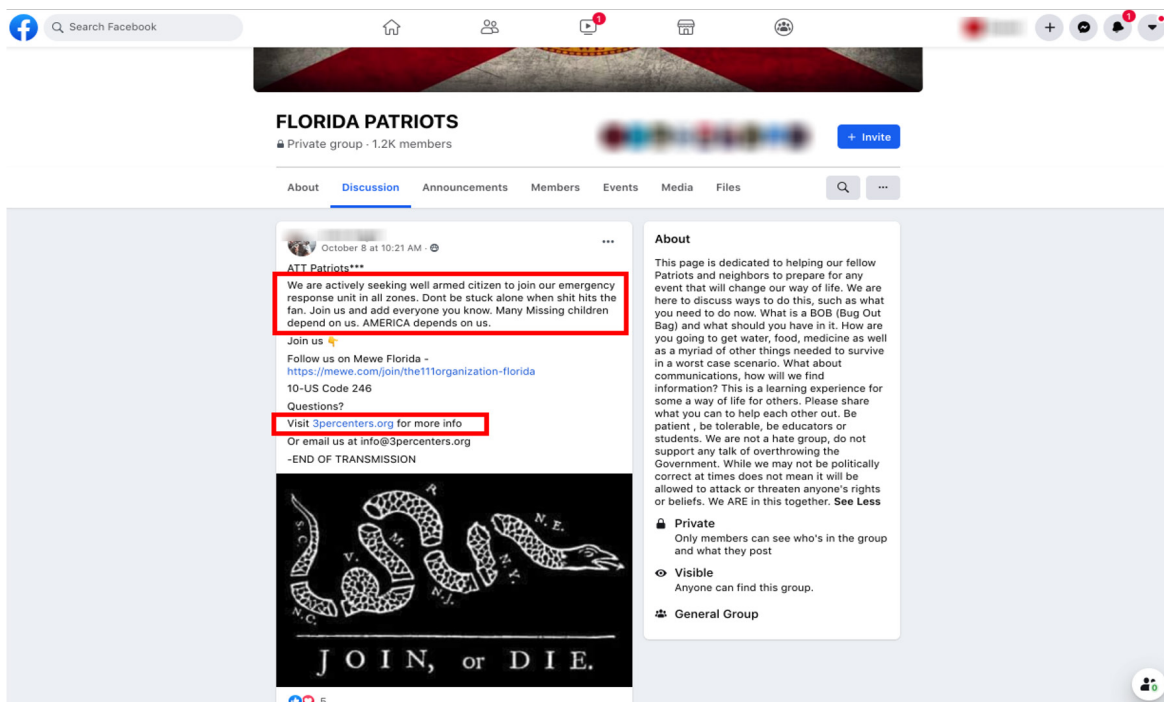 Search Facebook
1
1
FLORIDA PATRIOTS
Private group · 1.2K members
+ Invite
About
Discussion
Announcements
Members
Events
Media
Files
October 8 at 10:21 AM ·
ATT Patriots***
We are actively seeking well armed citizen to join our emergency
response unit in all zones. Dont be stuck alone when shit hits the
fan. Join us and add everyone you know. Many Missing children
depend on us. AMERICA depends on us.
Join us 👇
Follow us on Mewe Florida -
https://mewe.com/join/the111organization-florida
10-US Code 246
Questions?
Visit 3percenters.org for more info
Or email us at info@3percenters.org
-END OF TRANSMISSION
S.C.
N.C.
V.
M.
R
N.J.
N.Y.
N.E.
JOIN, or DIE.
5
About
This page is dedicated to helping our fellow
Patriots and neighbors to prepare for any
event that will change our way of life. We are
here to discuss ways to do this, such as what
you need to do now. What is a BOB (Bug Out
Bag) and what should you have in it. How are
you going to get water, food, medicine as well
as a myriad of other things needed to survive
in a worst case scenario. What about
communications, how will we find
information? This is a learning experience for
some a way of life for others. Please share
what you can to help each other out. Be
patient , be tolerable, be educators or
students. We are not a hate group, do not
support any talk of overthrowing the
Government. While we may not be politically
correct at times does not mean it will be
allowed to attack or threaten anyone's rights
or beliefs. We ARE in this together. See Less
Private
Only members can see who's in the group
and what they post
Visible
Anyone can find this group.
General Group
0